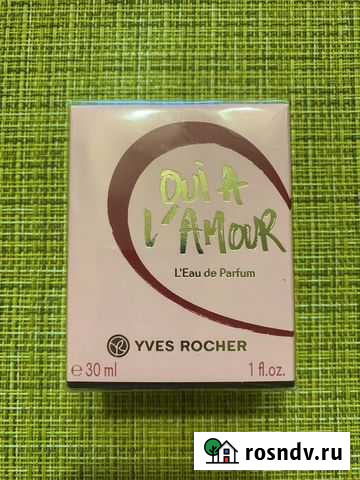 OUI À
L'AMOUR
L'Eau de Parfum
YVES ROCHER
℮ 30 ml 1 fl.oz.
rosndv.ru